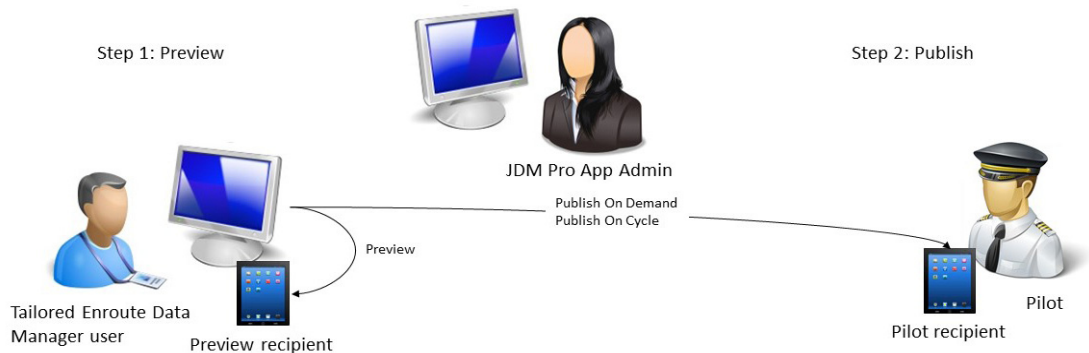 Step 1: Preview
Step 2: Publish
JDM Pro App Admin
Publish On Demand
Publish On Cycle
Preview
Tailored Enroute Data
Manager user
Preview recipient
Pilot
Pilot recipient